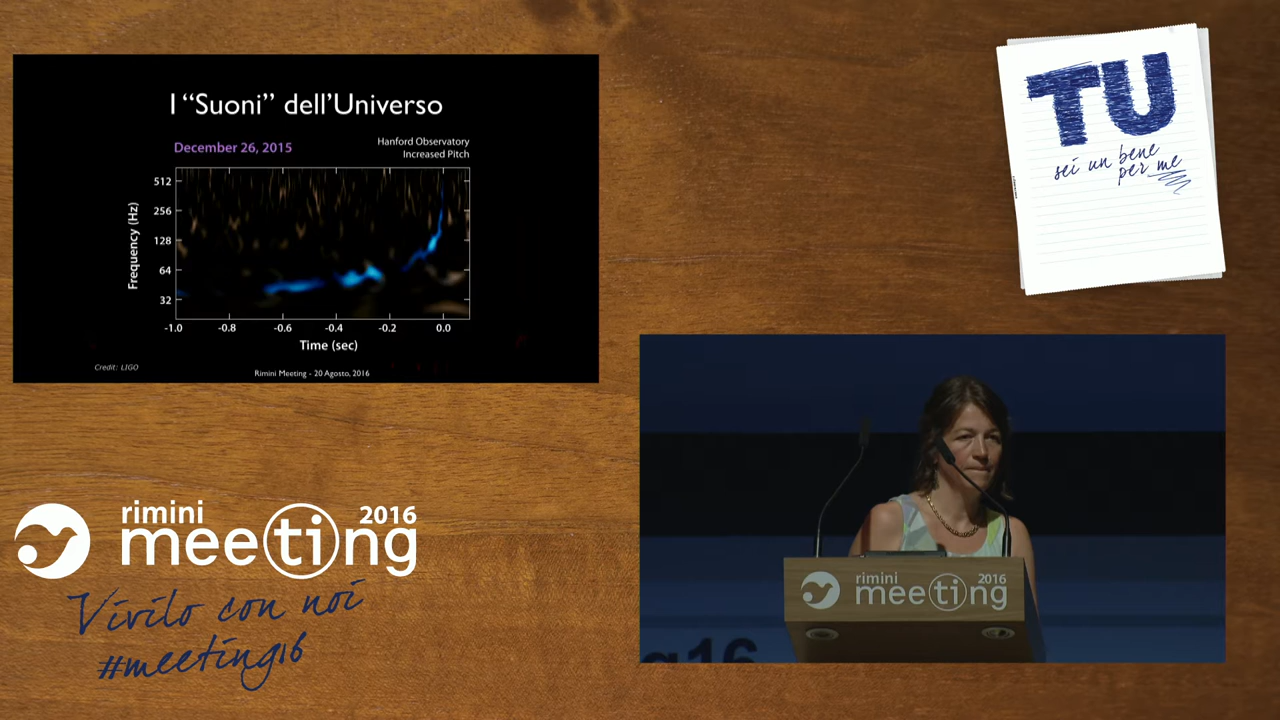 I “Suoni” dell’Universo
December 26, 2015
Hanford Observatory
Increased Pitch
Frequency (Hz)
512
256
128
64
32
-1.0 -0.8 -0.6 -0.4 -0.2 0.0
Time (sec)
Credit: LIGO
Rimini Meeting - 20 Agosto, 2016
TU
sei un bene
per me
rimini
meeting
2016
Vivilo con noi
#meeting16
rimini
meeting
2016
g16